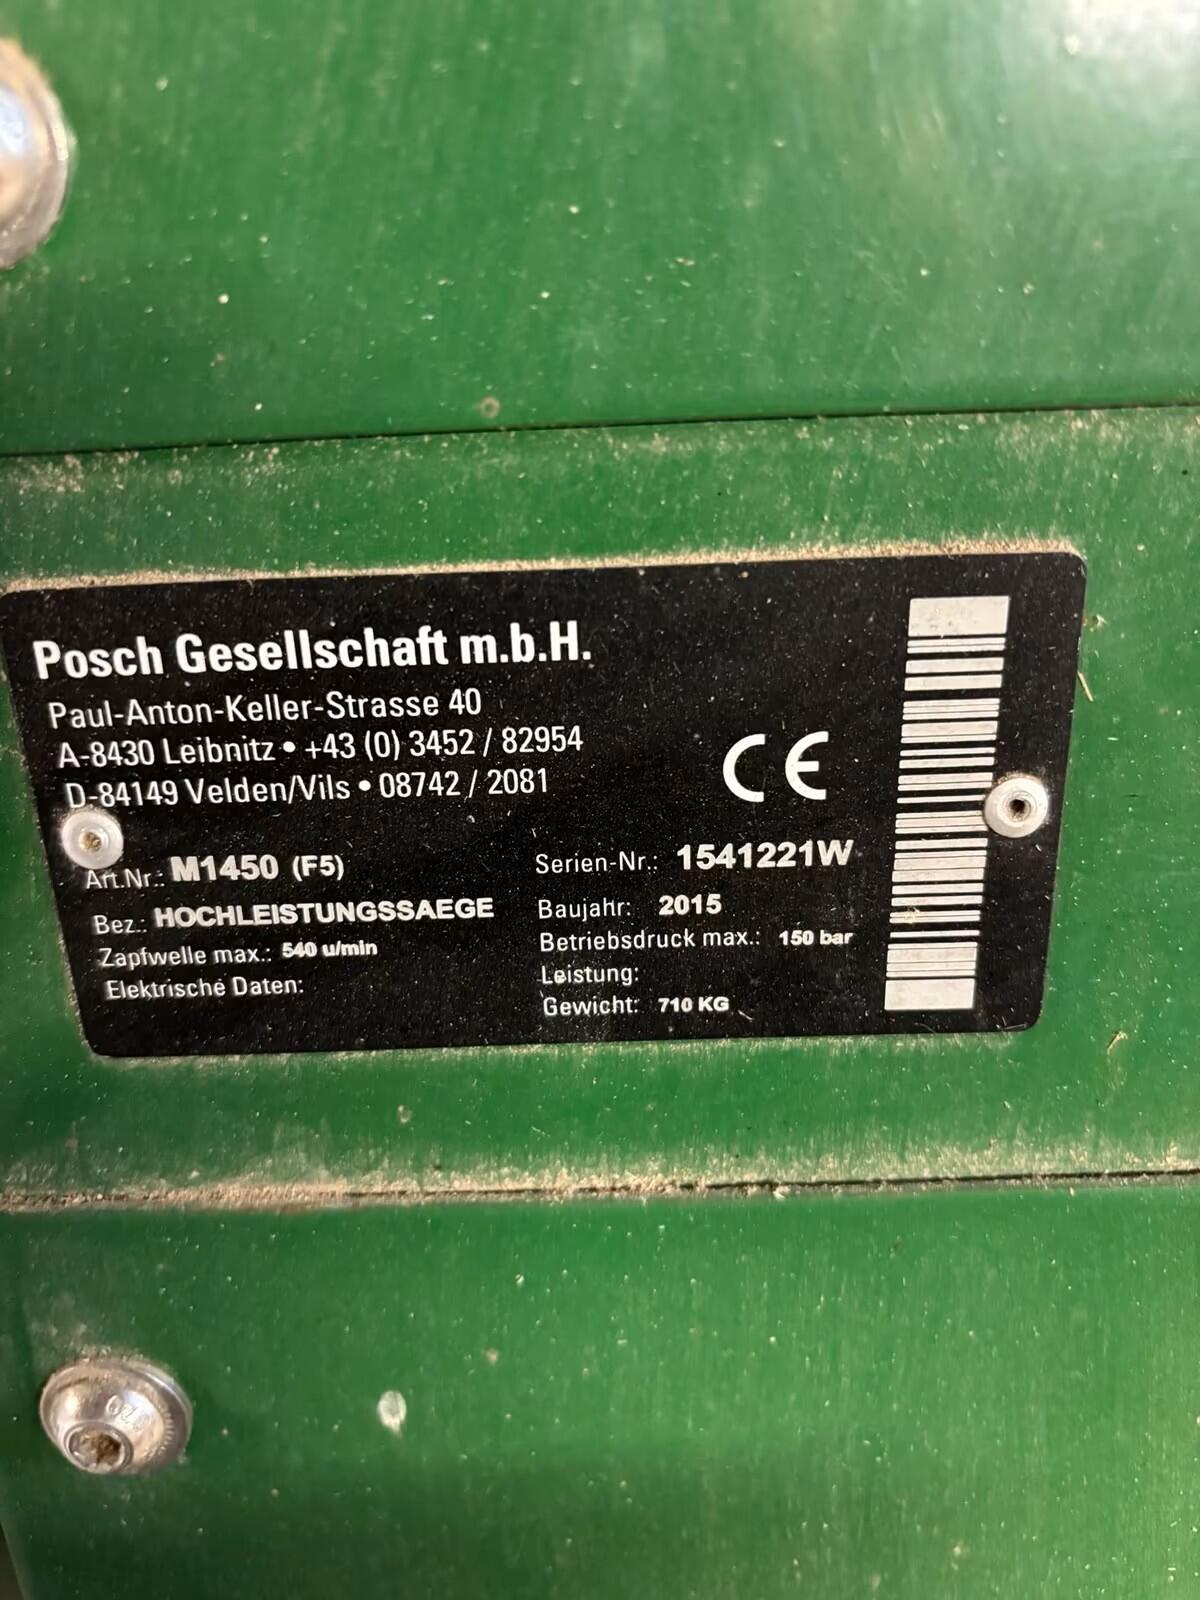 Posch Gesellschaft m.b.H.
Paul-Anton-Keller-Strasse 40
A-8430 Leibnitz • +43 (0) 3452 / 82954
D-84149 Velden/Vils • 08742 / 2081
CE
Art.Nr.: M1450 (F5)
Bez.: HOCHLEISTUNGSSAEGE
Zapfwelle max.: 540 u/min
Elektrische Daten:
Serien-Nr.: 1541221W
Baujahr: 2015
Betriebsdruck max.: 150 bar
Leistung:
Gewicht: 710 KG